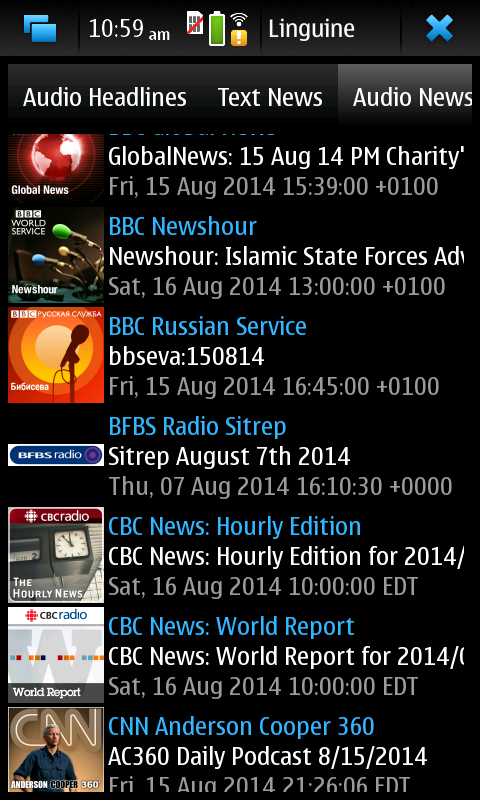 10:59 am
Linguine
Audio Headlines
Text News
Audio News
BBC Global News
Global News
GlobalNews: 15 Aug 14 PM Charity'
Fri, 15 Aug 2014 15:39:00 +0100
BBC
WORLD
SERVICE
Newshour
BBC Newshour
Newshour: Islamic State Forces Adv
Sat, 16 Aug 2014 13:00:00 +0100
BBC РУССКАЯ СЛУЖБА
Бибисева
BBC Russian Service
bbseva:150814
Fri, 15 Aug 2014 16:45:00 +0100
BFBS radio
BFBS Radio Sitrep
Sitrep August 7th 2014
Thu, 07 Aug 2014 16:10:30 +0000
cbcradio
THE
HOURLY NEWS
CBC News: Hourly Edition
CBC News: Hourly Edition for 2014/
Sat, 16 Aug 2014 10:00:00 EDT
cbcradio
W
World Report
CBC News: World Report
CBC News: World Report for 2014/0
Sat, 16 Aug 2014 10:00:00 EDT
CNN
ANDERSON COOPER 360°
CNN Anderson Cooper 360
AC360 Daily Podcast 8/15/2014
Fri, 15 Aug 2014 21:26:06 EDT